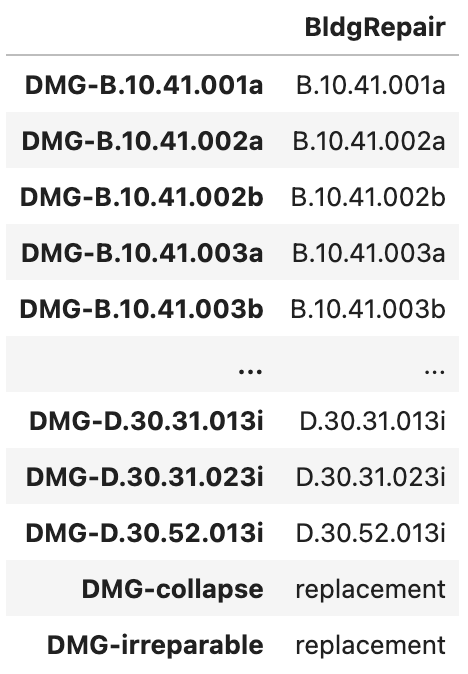 BldgRepair
DMG-B.10.41.001a B.10.41.001a
DMG-B.10.41.002a B.10.41.002a
DMG-B.10.41.002b B.10.41.002b
DMG-B.10.41.003a B.10.41.003a
DMG-B.10.41.003b B.10.41.003b
... ...
DMG-D.30.31.013i D.30.31.013i
DMG-D.30.31.023i D.30.31.023i
DMG-D.30.52.013i D.30.52.013i
DMG-collapse replacement
DMG-irreparable replacement